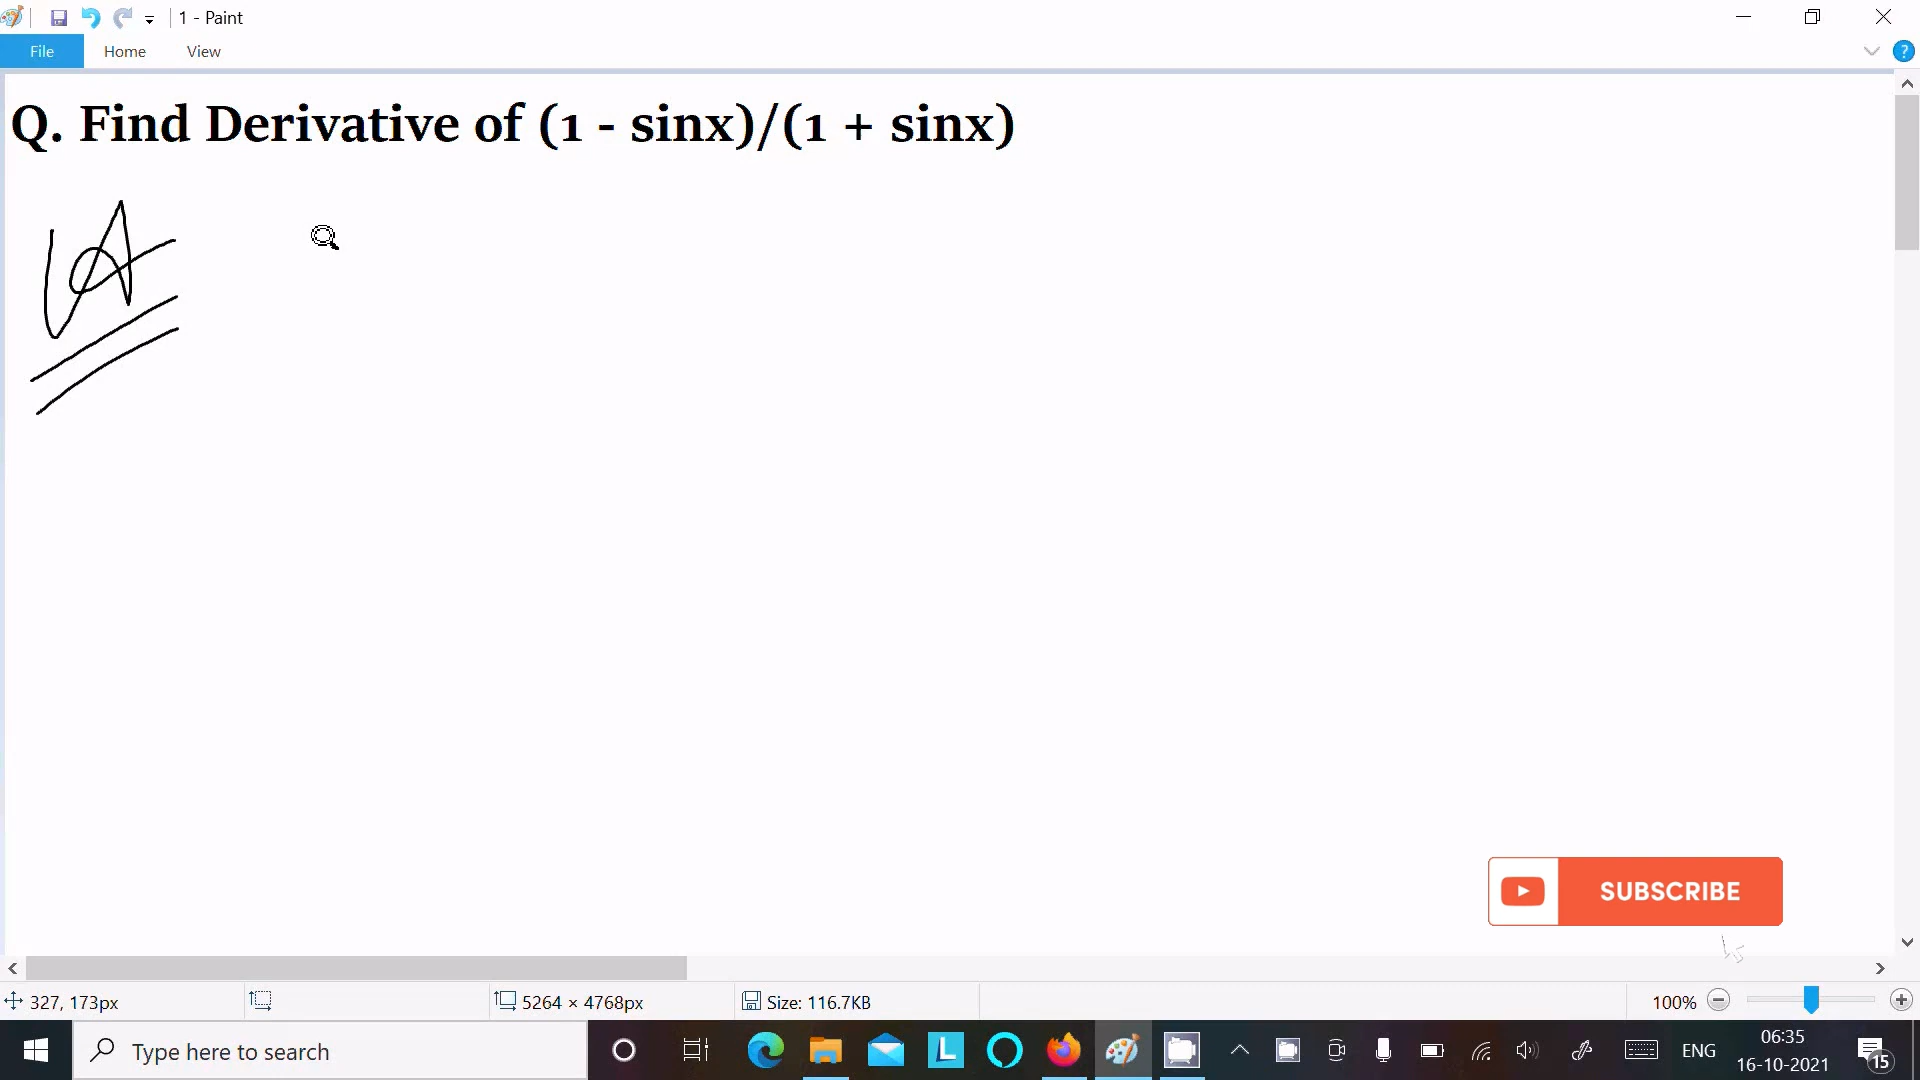 1 - Paint
File Home View
Q. Find Derivative of (1 - sinx)/(1 + sinx)
SUBSCRIBE
327, 173px 5264 × 4768px Size: 116.7KB 100%
Type here to search
L
ENG
06:35
16-10-2021
15